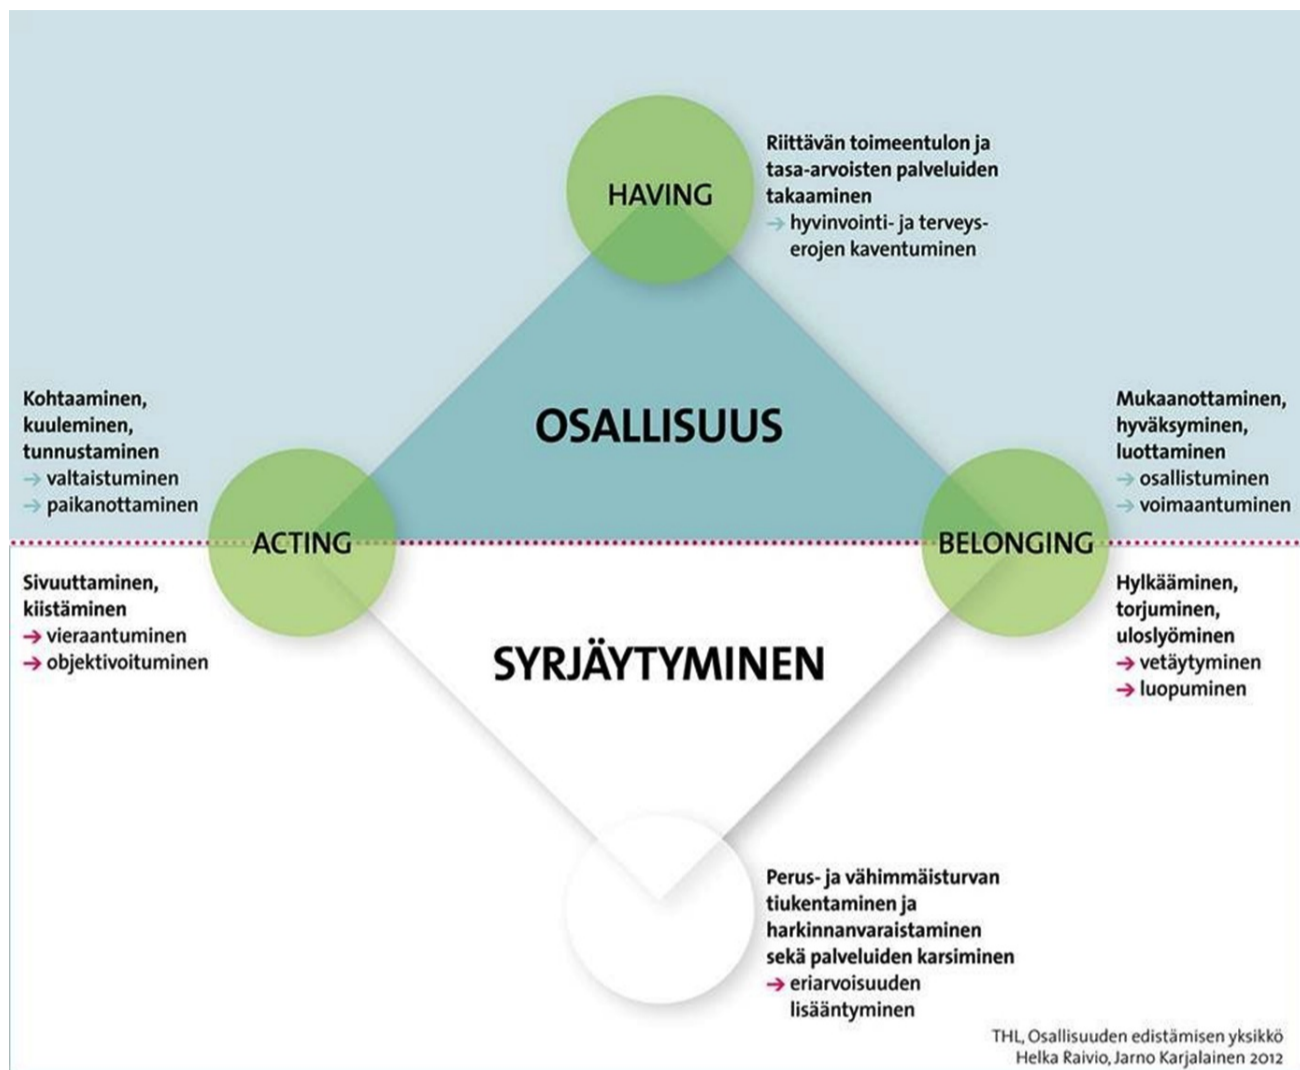 HAVING
Riittävän toimeentulon ja
tasa-arvoisten palveluiden
takaaminen
→ hyvinvointi- ja terveys-
erojen kaventuminen
Kohtaaminen,
kuuleminen,
tunnustaminen
→ valtaistuminen
→ paikanottaminen
OSALLISUUS
Mukaanottaminen,
hyväksyminen,
luottaminen
→ osallistuminen
→ voimaantuminen
ACTING
BELONGING
Sivuuttaminen,
kiistäminen
→ vieraantuminen
→ objektivoituminen
SYRJÄYTYMINEN
Hylkääminen,
torjuminen,
uloslyöminen
→ vetäytyminen
→ luopuminen
Perus- ja vähimmäisturvan
tiukentaminen ja
harkinnanvaraistaminen
sekä palveluiden karsiminen
→ eriarvoisuuden
lisääntyminen
THL, Osallisuuden edistämisen yksikkö
Helka Raivio, Jarno Karjalainen 2012